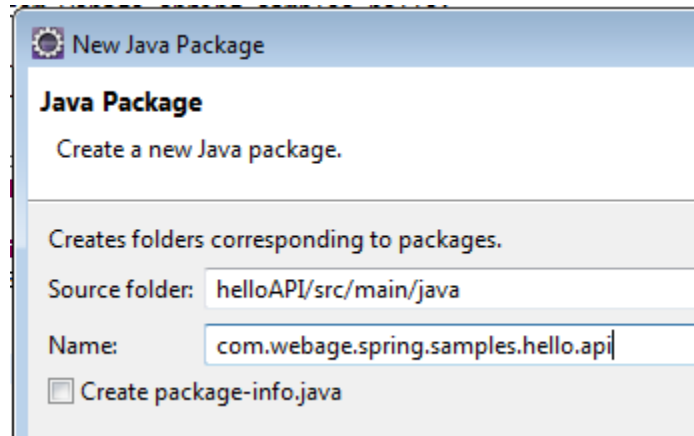 New Java Package
Java Package
Create a new Java package.
Creates folders corresponding to packages.
Source folder: helloAPI/src/main/java
Name: com.webage.spring.samples.hello.api
Create package-info.java